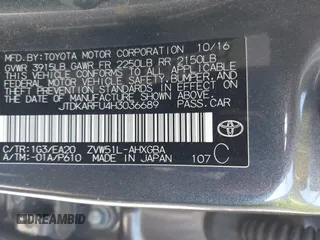 MFD. BY: TOYOTA MOTOR CORPORATION 10/16
GVWR 3915LB GAWR FR 2250LB RR 2150LB
THIS VEHICLE CONFORMS TO ALL APPLICABLE
FEDERAL MOTOR VEHICLE SAFETY, BUMPER, AND
THEFT PREVENTION STANDARDS IN EFFECT ON THE
DATE OF MANUFACTURE SHOWN ABOVE.
JTDKARFU4H3036689 PASS. CAR
TOYOTA
C/TR:1G3/EA20 ZVW51L-AHXGBA
A/TM:-01A/P610 MADE IN JAPAN 107 C
DREAMBID